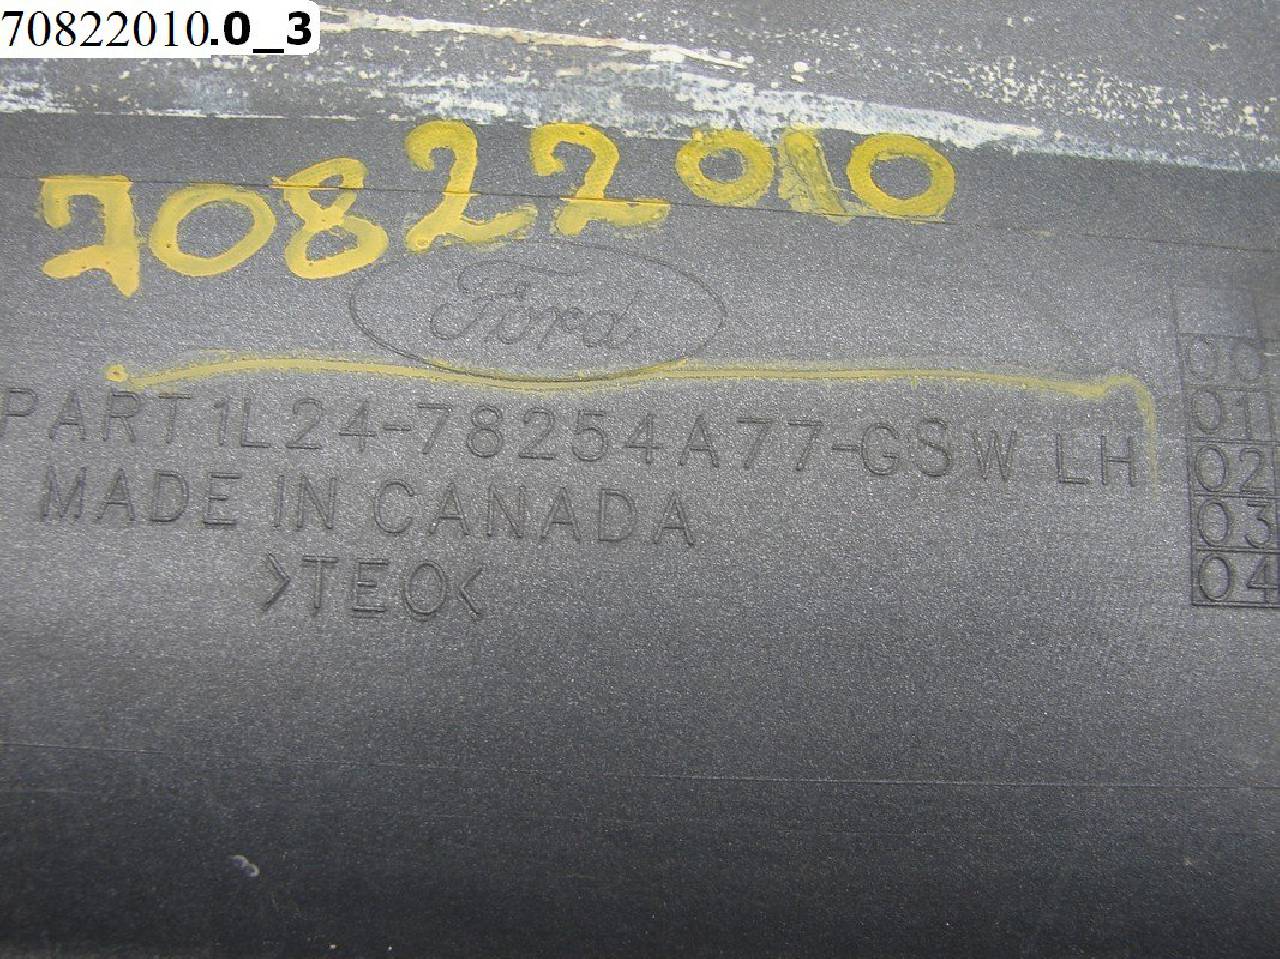 70822010.0_3
70822010
Ford
PART 1L24-78254A77-GSW LH
MADE IN CANADA
>TEO<
00
01
02
03
04